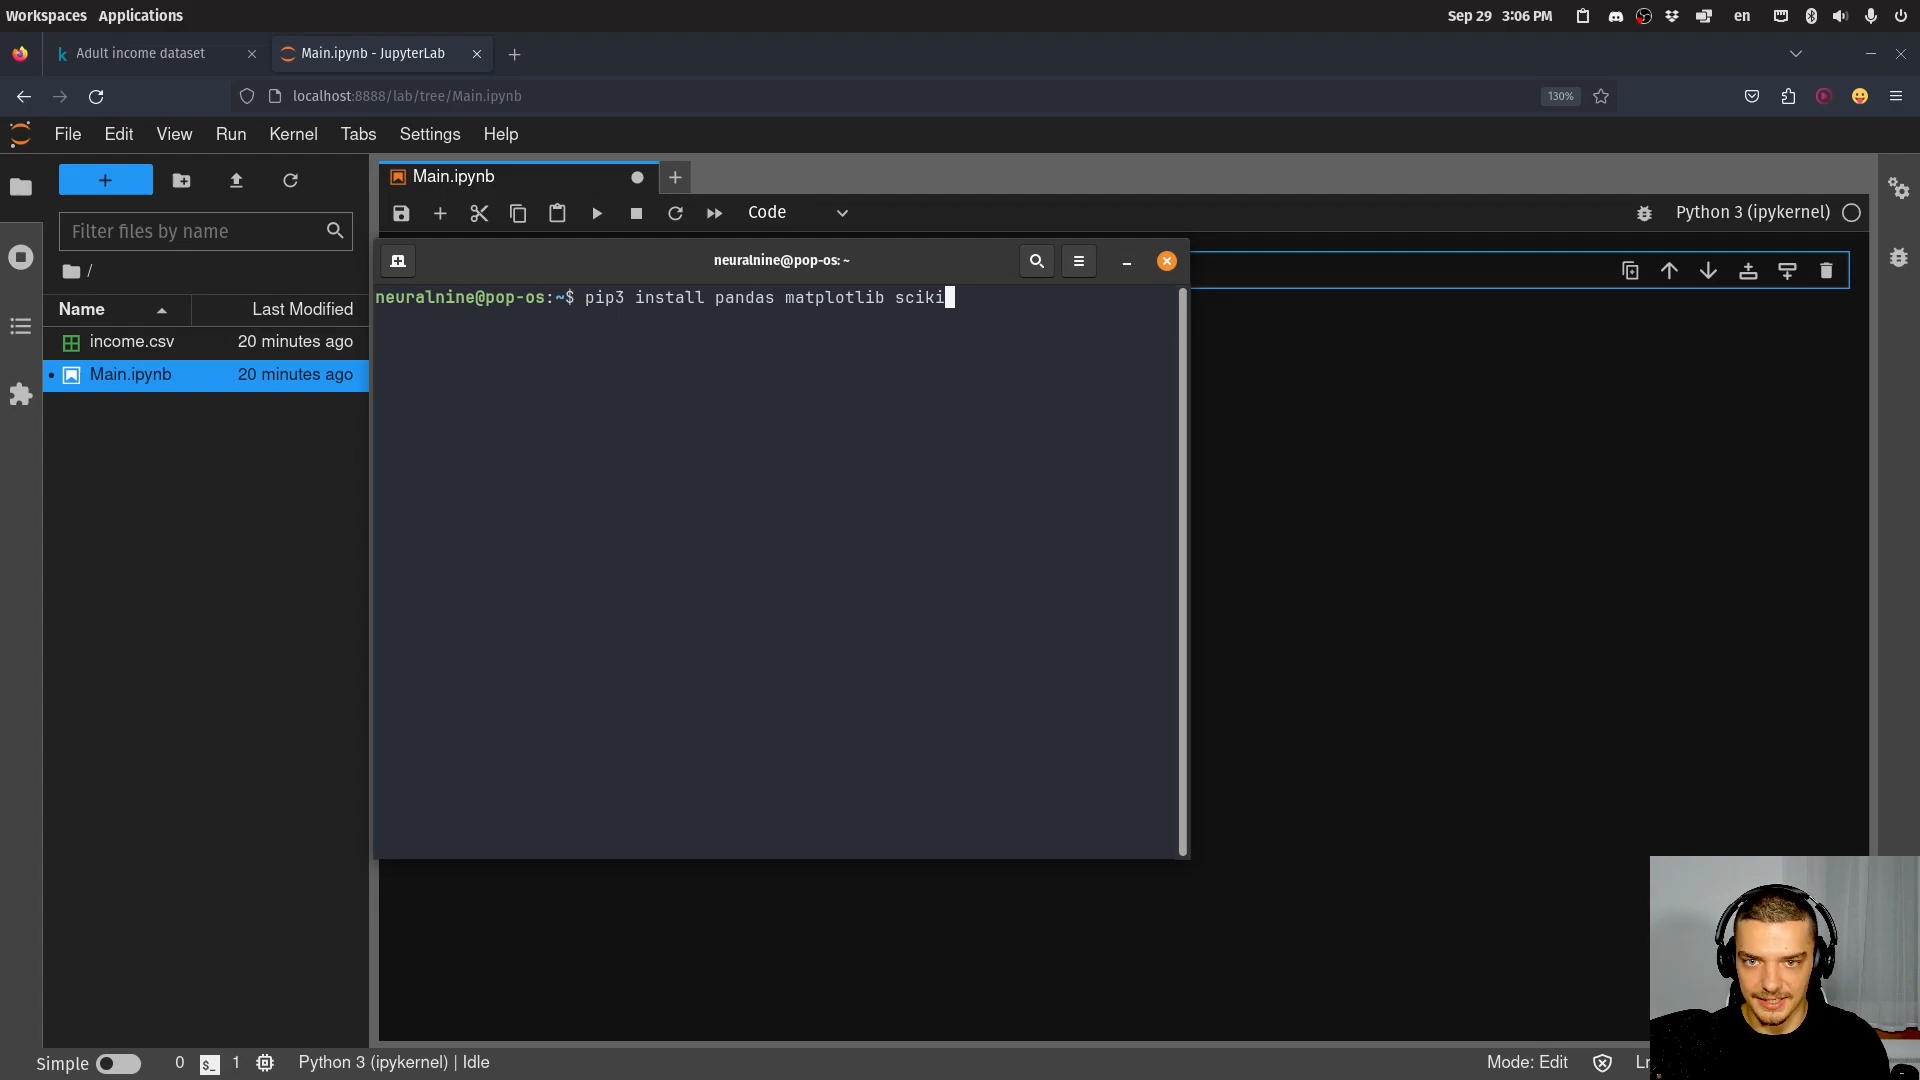 Workspaces Applications
Sep 29 3:06 PM
en
Adult income dataset
Main.ipynb - JupyterLab
localhost:8888/lab/tree/Main.ipynb
130%
File Edit View Run Kernel Tabs Settings Help
Main.ipynb
Code
Python 3 (ipykernel)
Filter files by name
/
Name Last Modified
income.csv 20 minutes ago
Main.ipynb 20 minutes ago
neuralnine@pop-os: ~
neuralnine@pop-os:~$ pip3 install pandas matplotlib sciki
Simple 0 $_ 1 Python 3 (ipykernel) | Idle
Mode: Edit